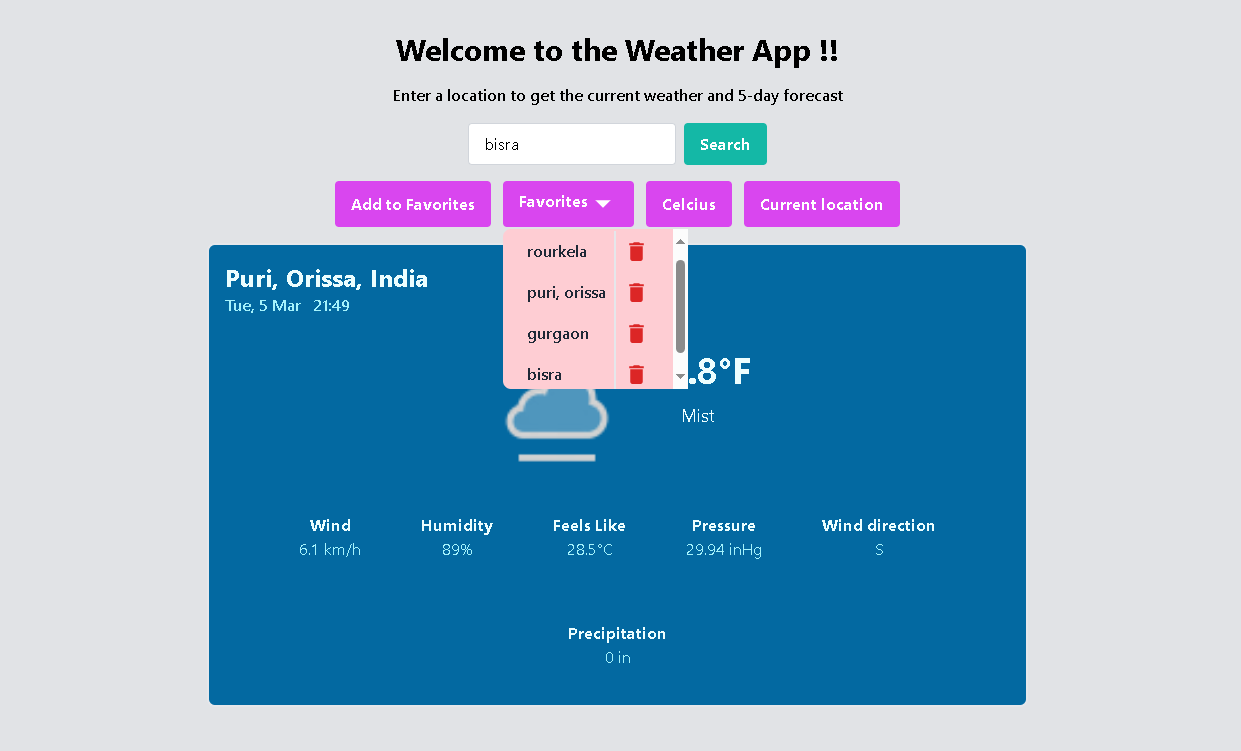 Welcome to the Weather App !!
Enter a location to get the current weather and 5-day forecast
bisra Search
Add to Favorites Favorites Celcius Current location
rourkela
puri, orissa
gurgaon
bisra
Puri, Orissa, India
Tue, 5 Mar 21:49
.8°F
Mist
Wind Humidity Feels Like Pressure Wind direction
6.1 km/h 89% 28.5°C 29.94 inHg S
Precipitation
0 in